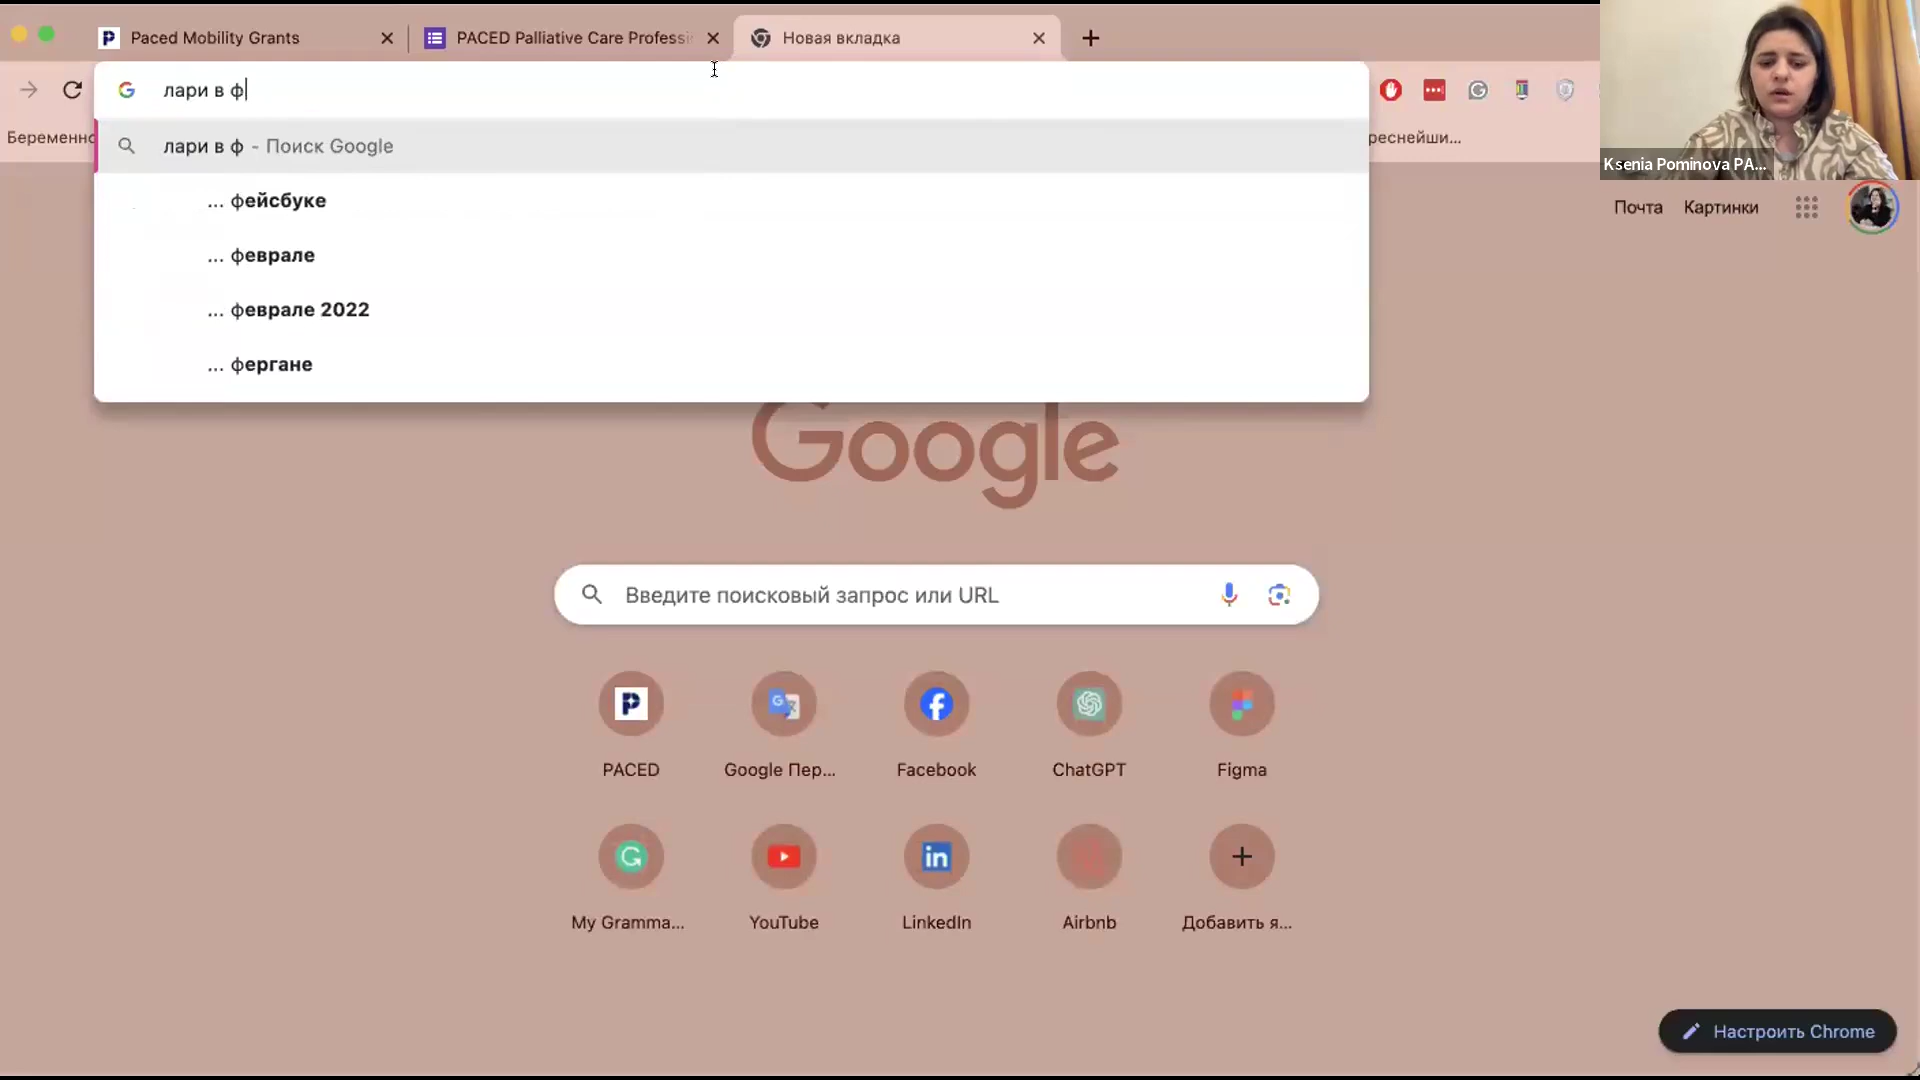 Paced Mobility Grants
PACED Palliative Care Professi
Новая вкладка
лари в ф
Беременно
реснейши...
лари в ф - Поиск Google
... фейсбуке
... феврале
... феврале 2022
... фергане
Ksenia Pominova PA...
Почта Картинки
Google
Введите поисковый запрос или URL
PACED Google Пер... Facebook ChatGPT Figma
My Gramma... YouTube LinkedIn Airbnb Добавить я...
Настроить Chrome